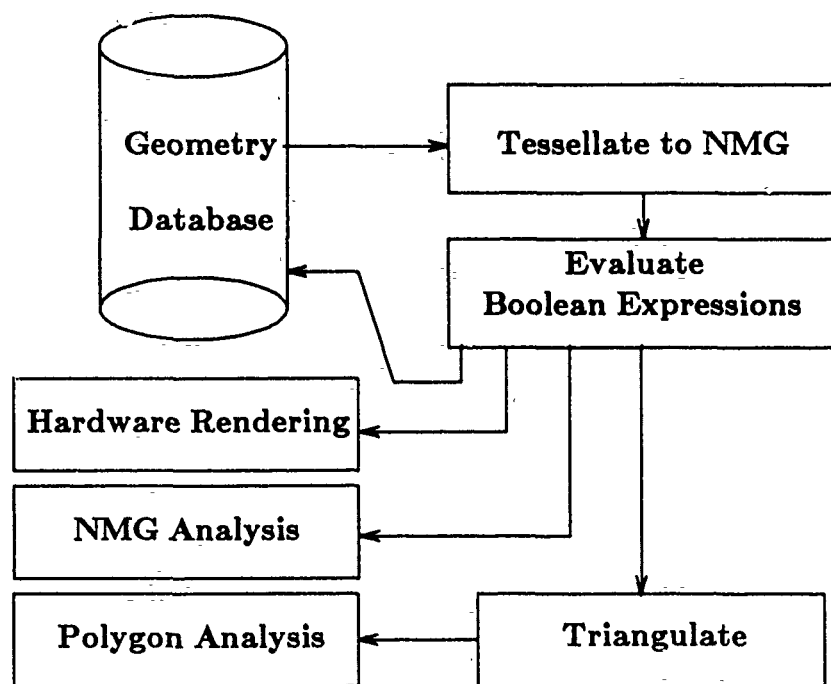 Geometry
Database
Tessellate to NMG
Evaluate
Boolean Expressions
Hardware Rendering
NMG Analysis
Polygon Analysis
Triangulate